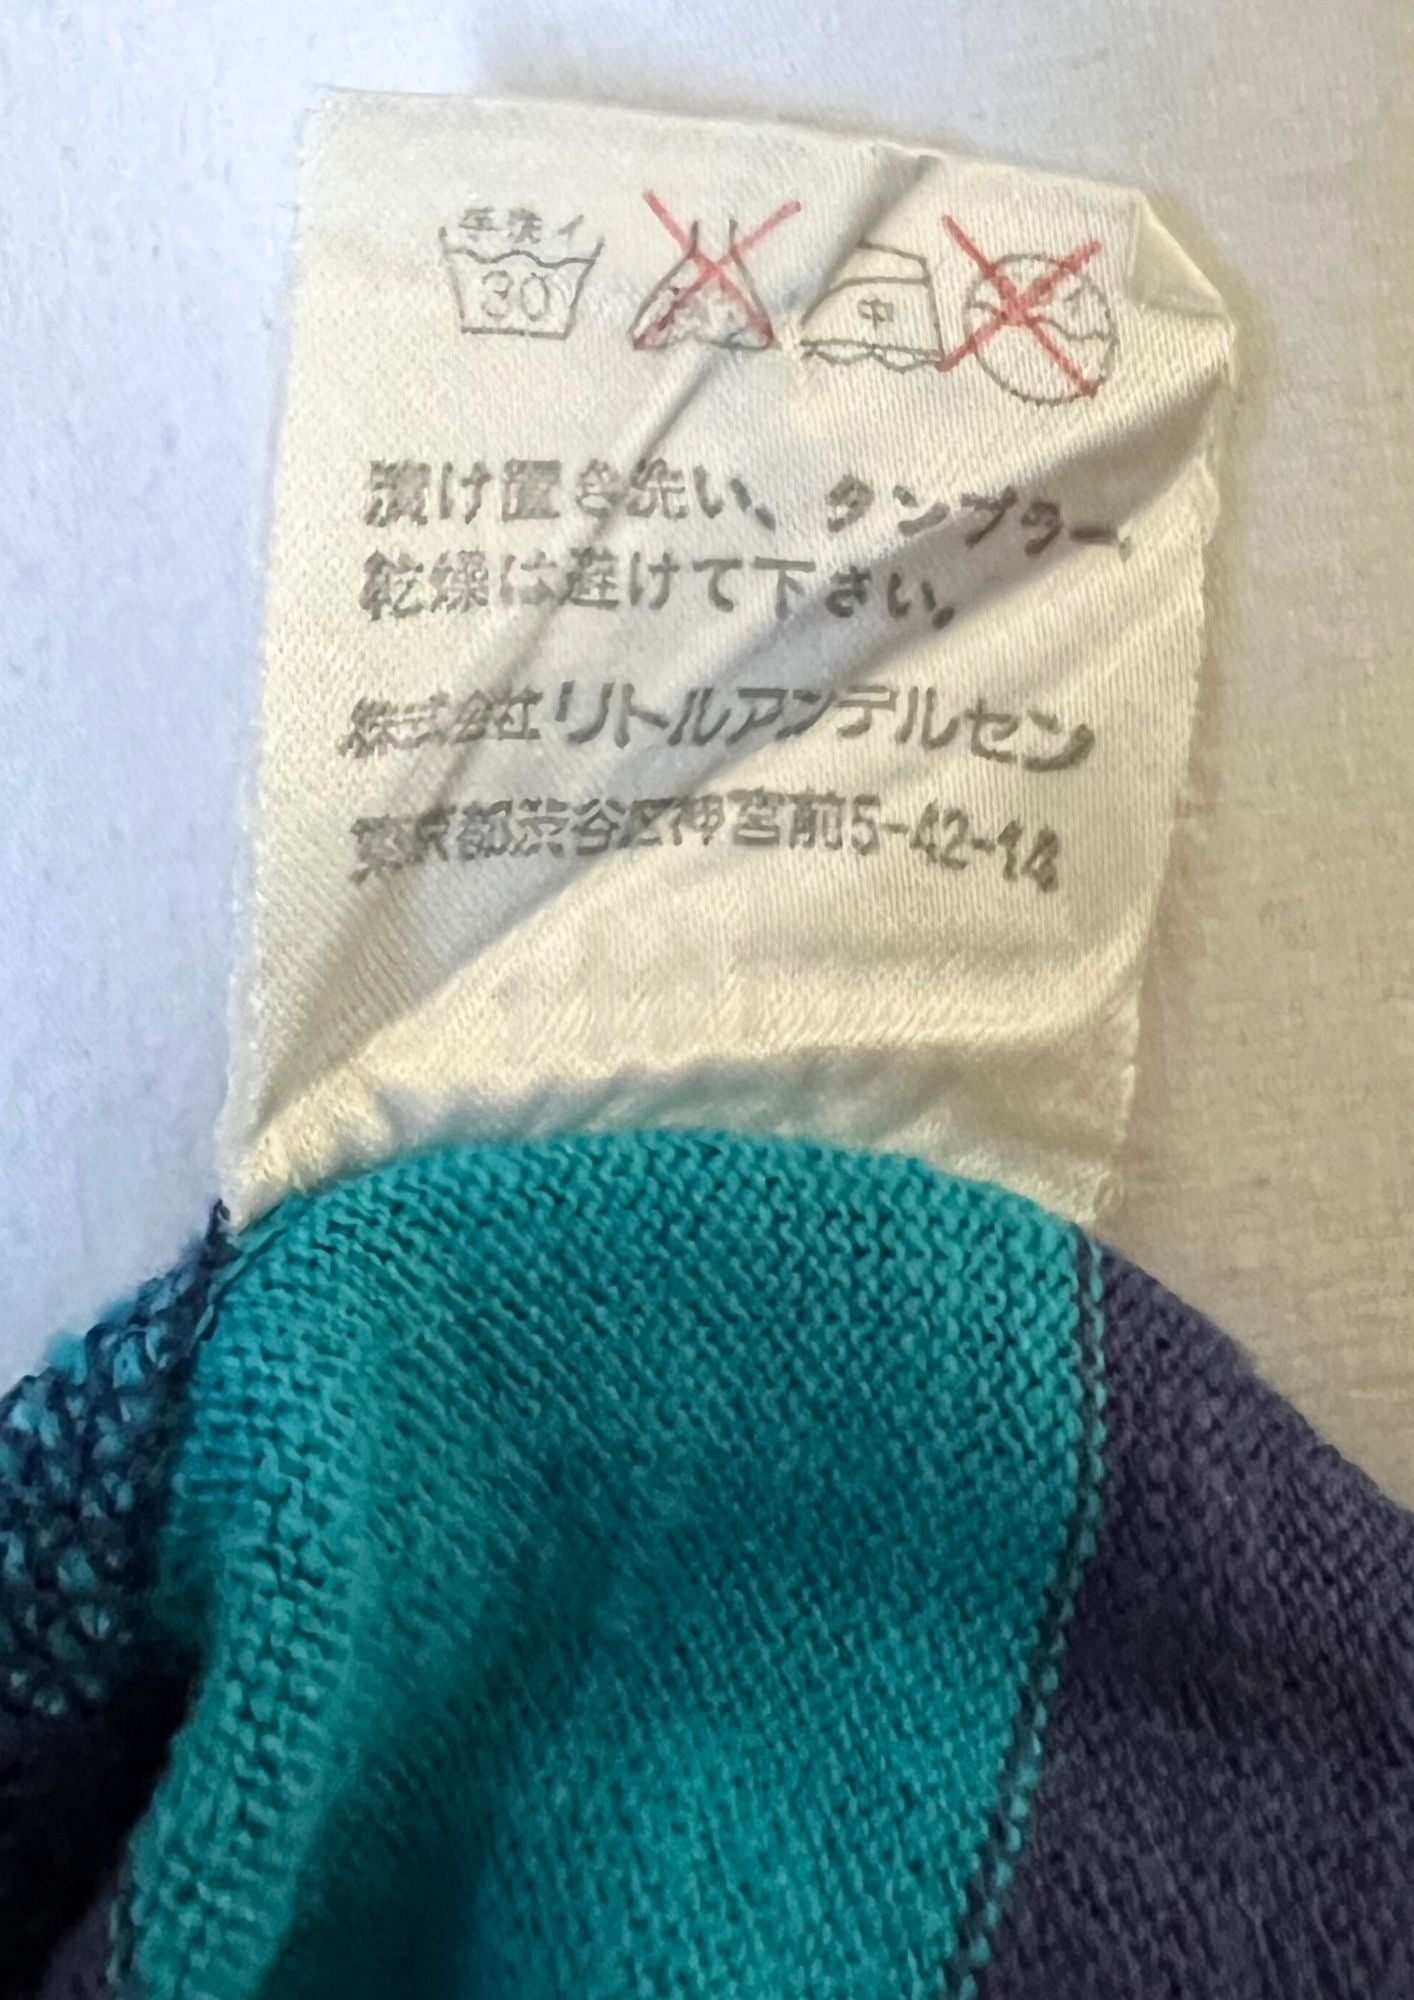 手洗イ
30
中
漬け置き洗い、タンブラー、
乾燥は避けて下さい。
株式会社リトルアンデルセン
東京都渋谷区神宮前5-42-14